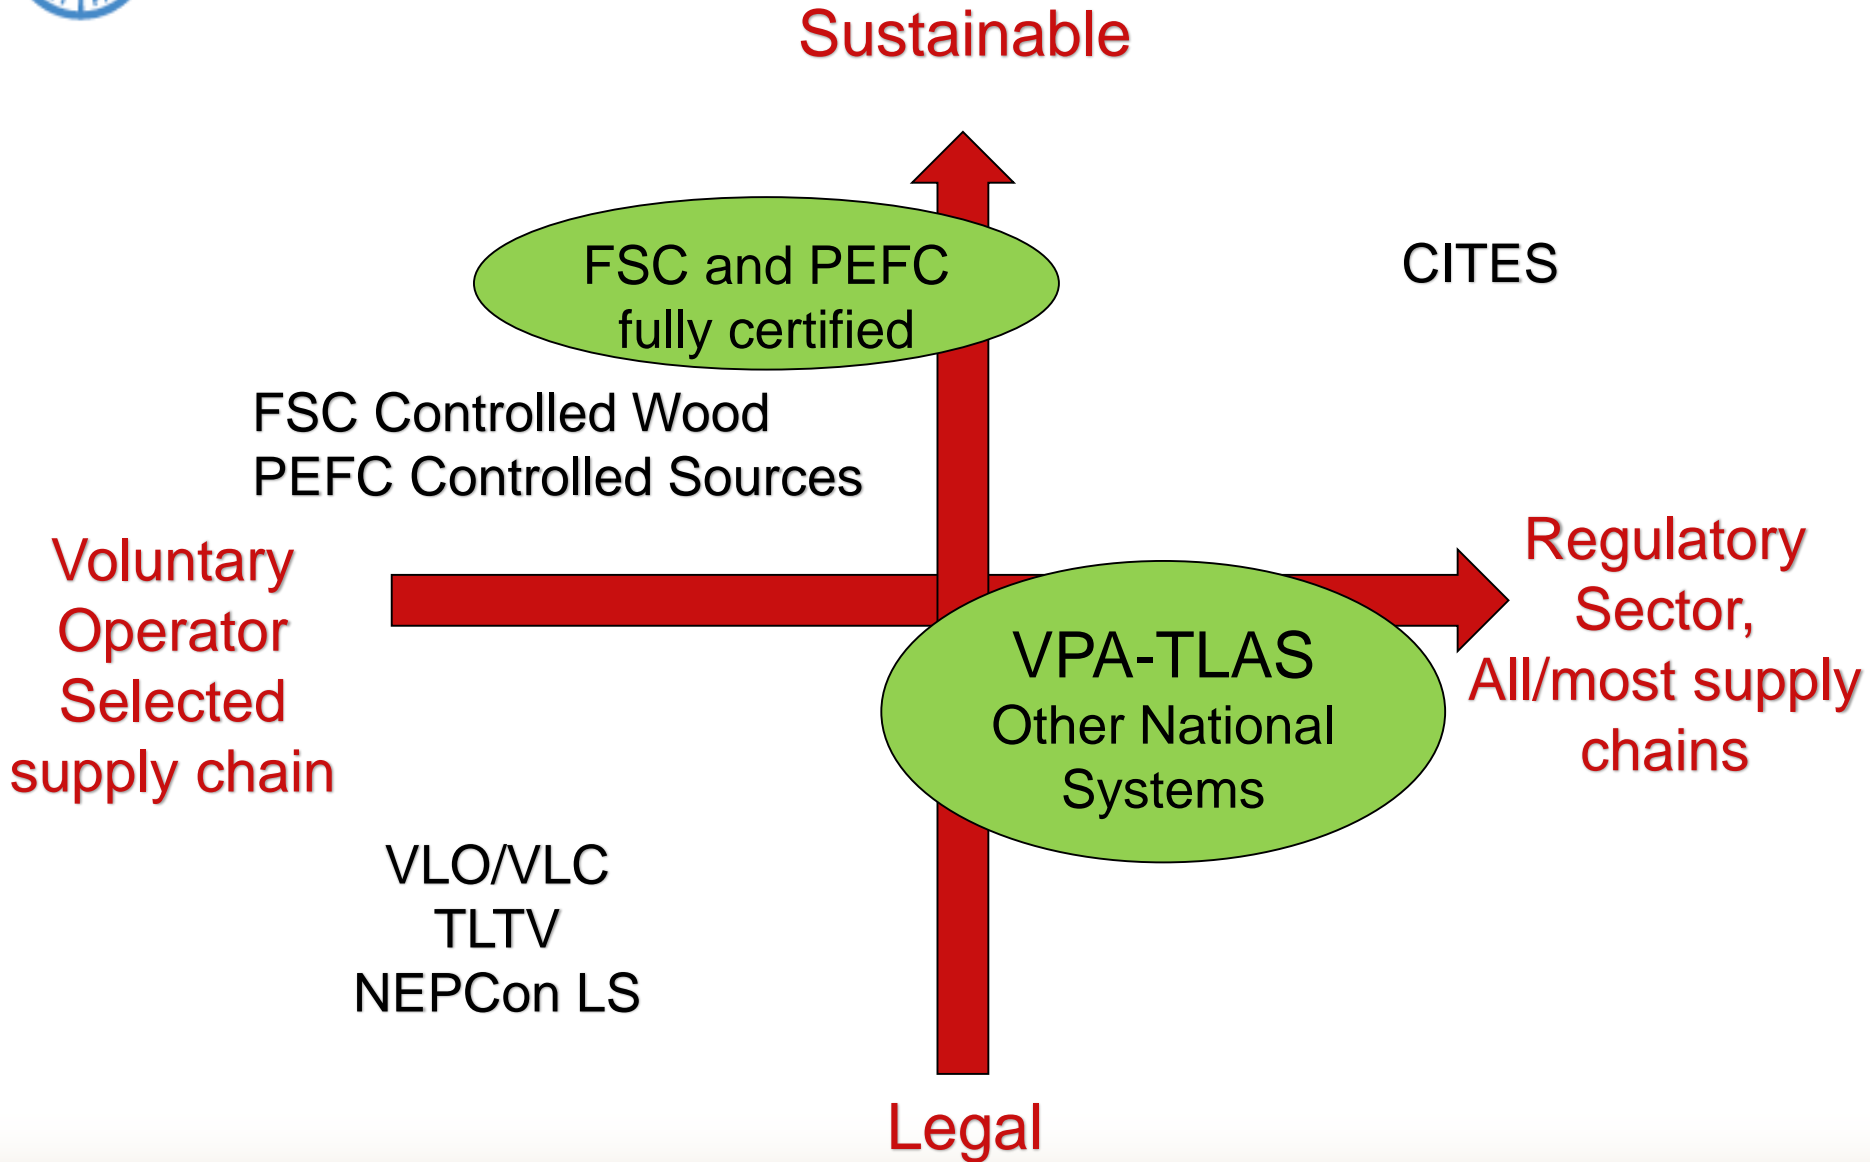 Sustainable
FSC and PEFC
fully certified
CITES
FSC Controlled Wood
PEFC Controlled Sources
Voluntary
Operator
Selected
supply chain
Regulatory
Sector,
All/most supply
chains
VPA-TLAS
Other National
Systems
VLO/VLC
TLTV
NEPCon LS
Legal